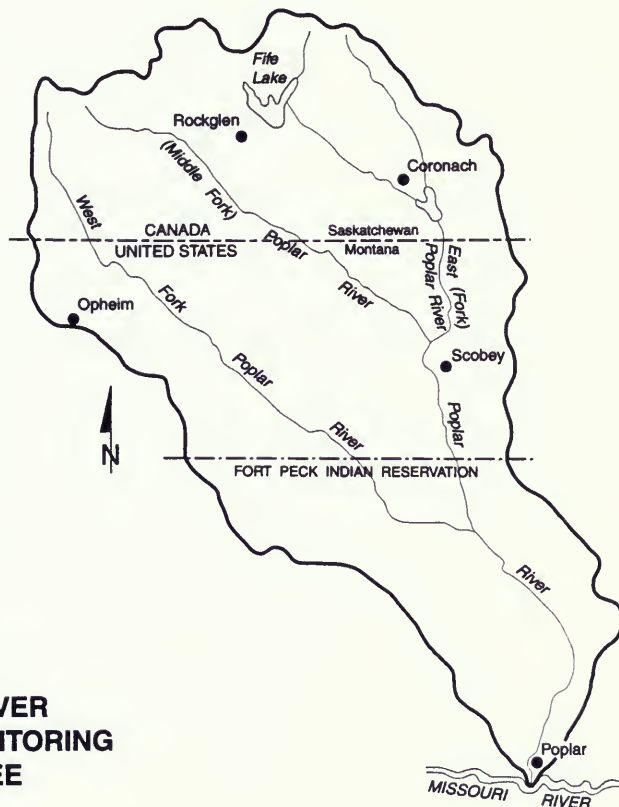 Fife
Lake
Rockglen
(Middle Fork)
Coronach
West
CANADA
Saskatchewan
UNITED STATES
Poplar
Montana
East (Fork)
Poplar River
River
Opheim
Fork
Scobey
Poplar
Poplar
N
River
FORT PECK INDIAN RESERVATION
River
VER
ITORING
EE
Poplar
MISSOURI RIVER